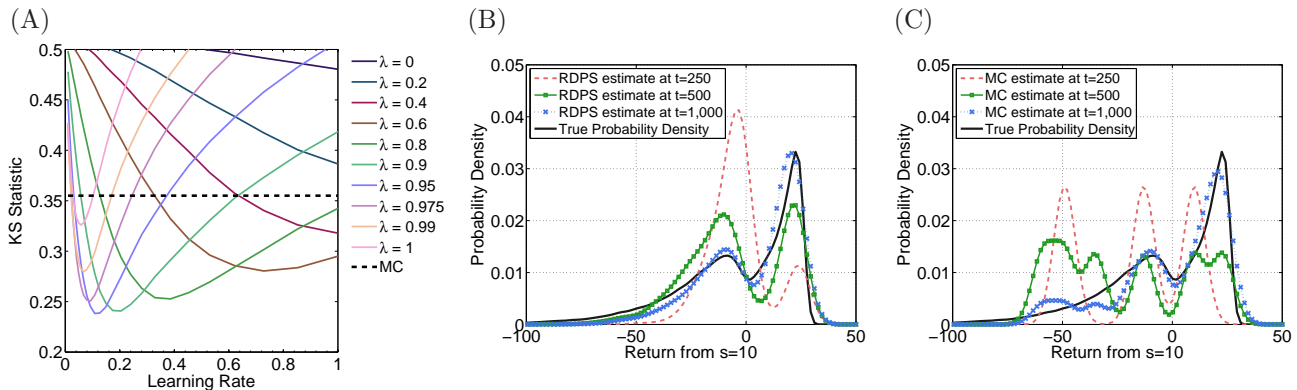 (A)
0.5
0.45
0.4
0.35
0.3
0.25
0.2
KS Statistic
0
0.2
0.4
0.6
0.8
1
Learning Rate
λ = 0
λ = 0.2
λ = 0.4
λ = 0.6
λ = 0.8
λ = 0.9
λ = 0.95
λ = 0.975
λ = 0.99
λ = 1
MC
(B)
0.05
0.04
0.03
0.02
0.01
0
Probability Density
RDPS estimate at t=250
RDPS estimate at t=500
RDPS estimate at t=1,000
True Probability Density
−100
−50
0
50
Return from s=10
(C)
0.05
0.04
0.03
0.02
0.01
0
Probability Density
MC estimate at t=250
MC estimate at t=500
MC estimate at t=1,000
True Probability Density
−100
−50
0
50
Return from s=10